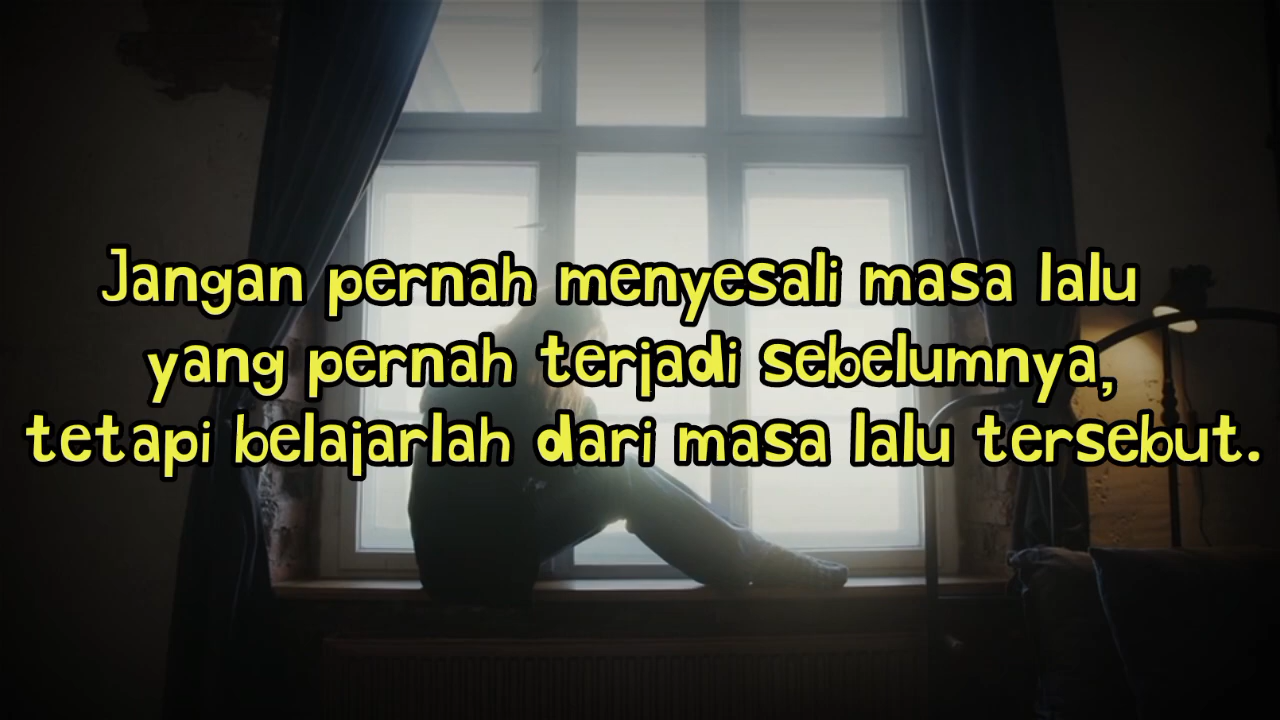 Jangan pernah menyesali masa lalu
yang pernah terjadi sebelumnya,
tetapi belajarlah dari masa lalu tersebut.